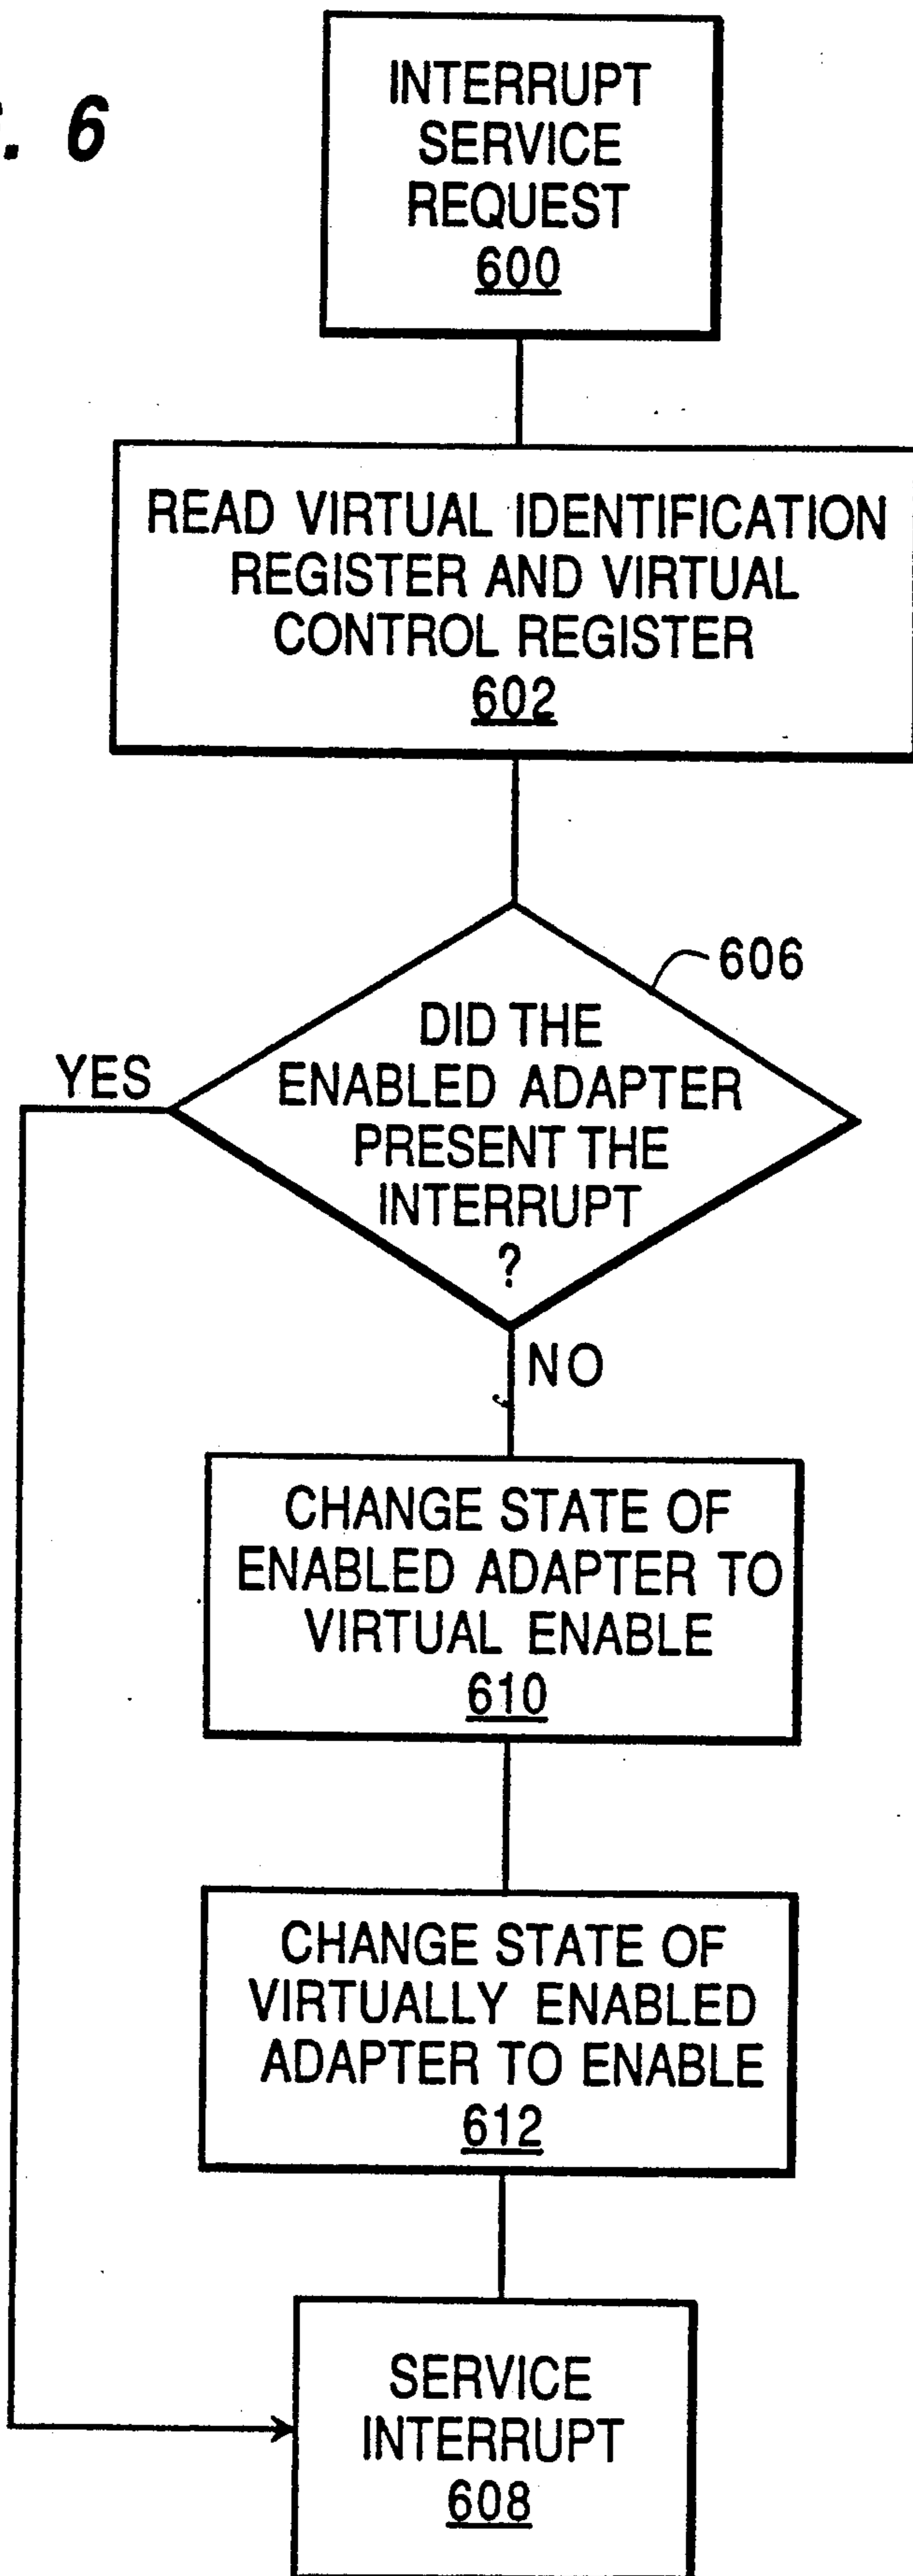 . 6
INTERRUPT
SERVICE
REQUEST
600
READ VIRTUAL IDENTIFICATION
REGISTER AND VIRTUAL
CONTROL REGISTER
602
606
DID THE
ENABLED ADAPTER
PRESENT THE
INTERRUPT
?
YES
NO
CHANGE STATE OF
ENABLED ADAPTER TO
VIRTUAL ENABLE
610
CHANGE STATE OF
VIRTUALLY ENABLED
ADAPTER TO ENABLE
612
SERVICE
INTERRUPT
608